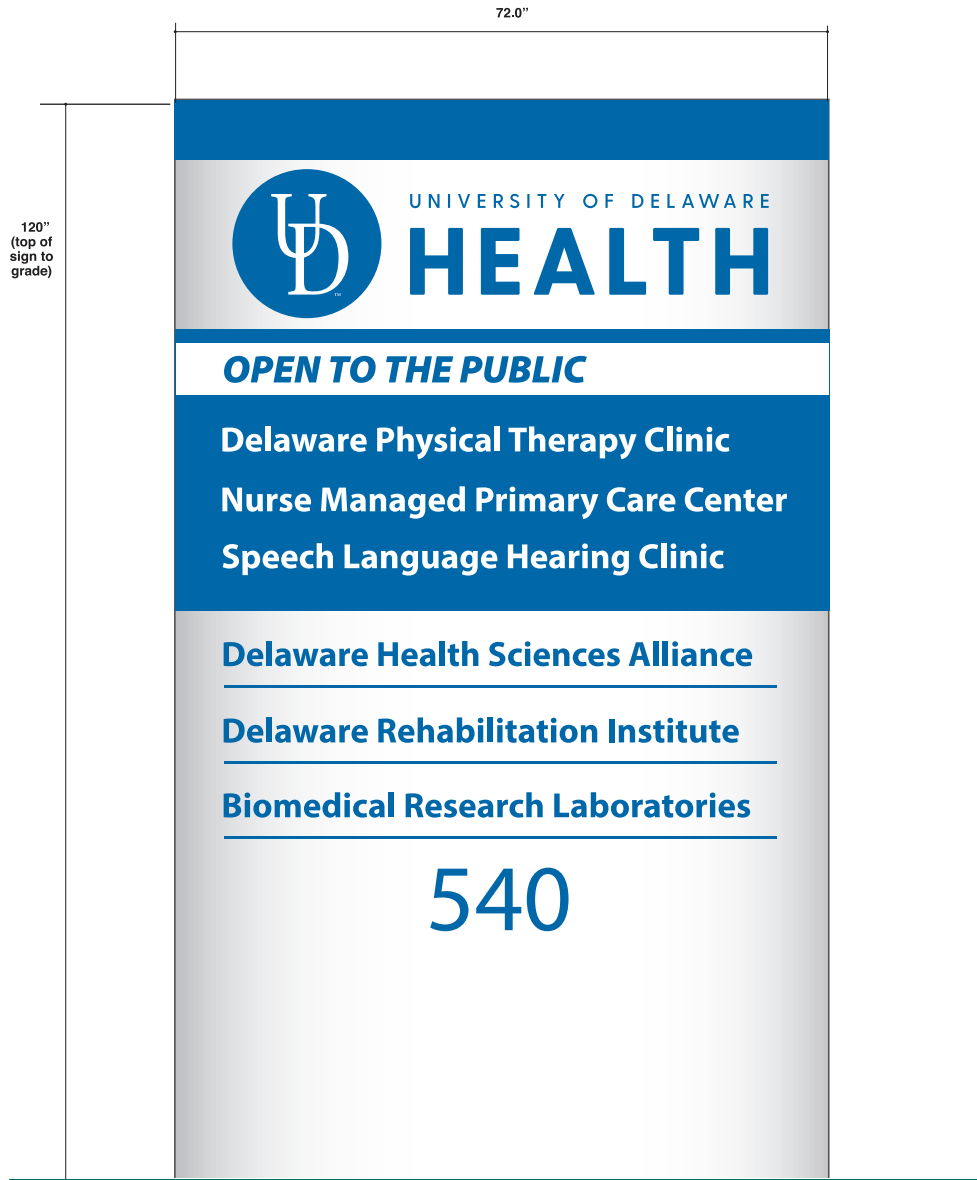 72.0”
120”
(top of
sign to
grade)
UD
™
UNIVERSITY OF DELAWARE
HEALTH
OPEN TO THE PUBLIC
Delaware Physical Therapy Clinic
Nurse Managed Primary Care Center
Speech Language Hearing Clinic
Delaware Health Sciences Alliance
Delaware Rehabilitation Institute
Biomedical Research Laboratories
540